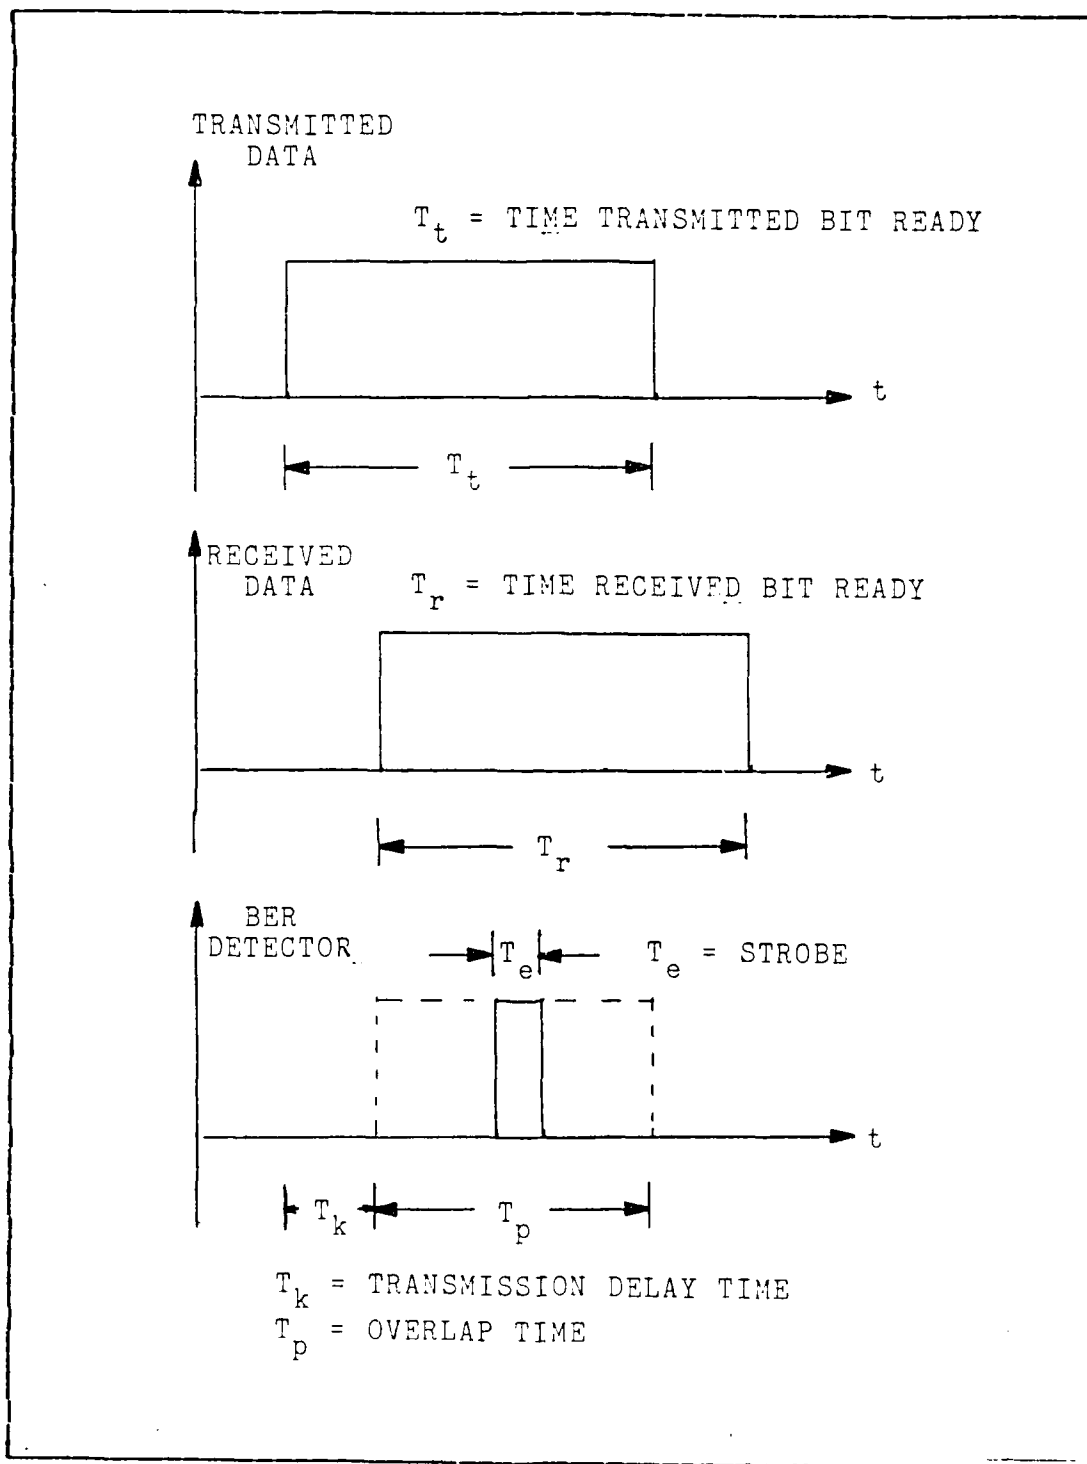 TRANSMITTED
DATA
T_t = TIME TRANSMITTED BIT READY
t
T_t
RECEIVED
DATA
T_r = TIME RECEIVED BIT READY
t
T_r
BER
DETECTOR
T_e
T_e = STROBE
t
T_k
T_p
T_k = TRANSMISSION DELAY TIME
T_p = OVERLAP TIME